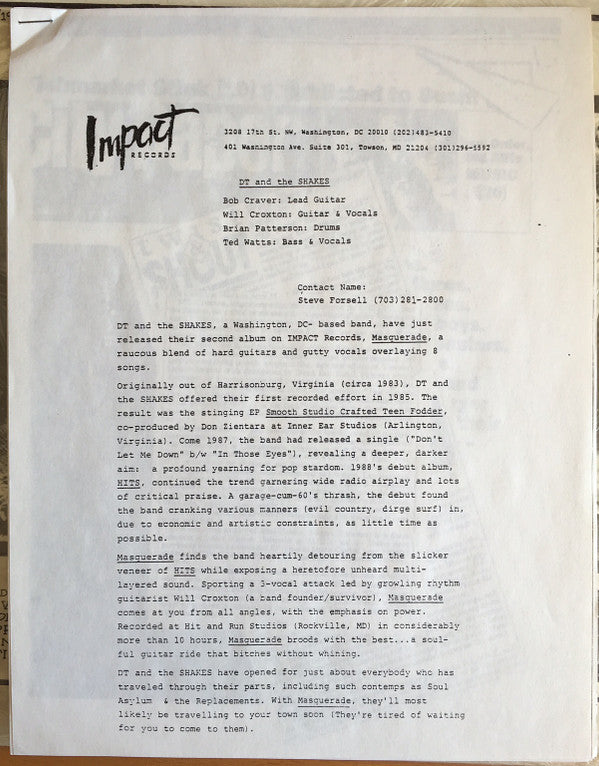 Impact
RECORDS
3208 17th St. NW, Washington, DC 20010 (202)483-5410
401 Washington Ave. Suite 301, Towson, MD 21204 (301)296-5592
DT and the SHAKES
Bob Craver: Lead Guitar
Will Croxton: Guitar & Vocals
Brian Patterson: Drums
Ted Watts: Bass & Vocals
Contact Name:
Steve Forsell (703)281-2800
DT and the SHAKES, a Washington, DC- based band, have just
released their second album on IMPACT Records, Masquerade, a
raucous blend of hard guitars and gutty vocals overlaying 8
songs.
Originally out of Harrisonburg, Virginia (circa 1983), DT and
the SHAKES offered their first recorded effort in 1985. The
result was the stinging EP Smooth Studio Crafted Teen Fodder,
co-produced by Don Zientara at Inner Ear Studios (Arlington,
Virginia). Come 1987, the band had released a single ("Don't
Let Me Down" b/w "In Those Eyes"), revealing a deeper, darker
aim: a profound yearning for pop stardom. 1988's debut album,
HITS, continued the trend garnering wide radio airplay and lots
of critical praise. A garage-cum-60's thrash, the debut found
the band cranking various manners (evil country, dirge surf) in,
due to economic and artistic constraints, as little time as
possible.
Masquerade finds the band heartily detouring from the slicker
veneer of HITS while exposing a heretofore unheard multi-
layered sound. Sporting a 3-vocal attack led by growling rhythm
guitarist Will Croxton (a band founder/survivor), Masquerade
comes at you from all angles, with the emphasis on power.
Recorded at Hit and Run Studios (Rockville, MD) in considerably
more than 10 hours, Masquerade broods with the best...a soul-
ful guitar ride that bitches without whining.
DT and the SHAKES have opened for just about everybody who has
traveled through their parts, including such contemps as Soul
Asylum & the Replacements. With Masquerade, they'll most
likely be travelling to your town soon (They're tired of waiting
for you to come to them).